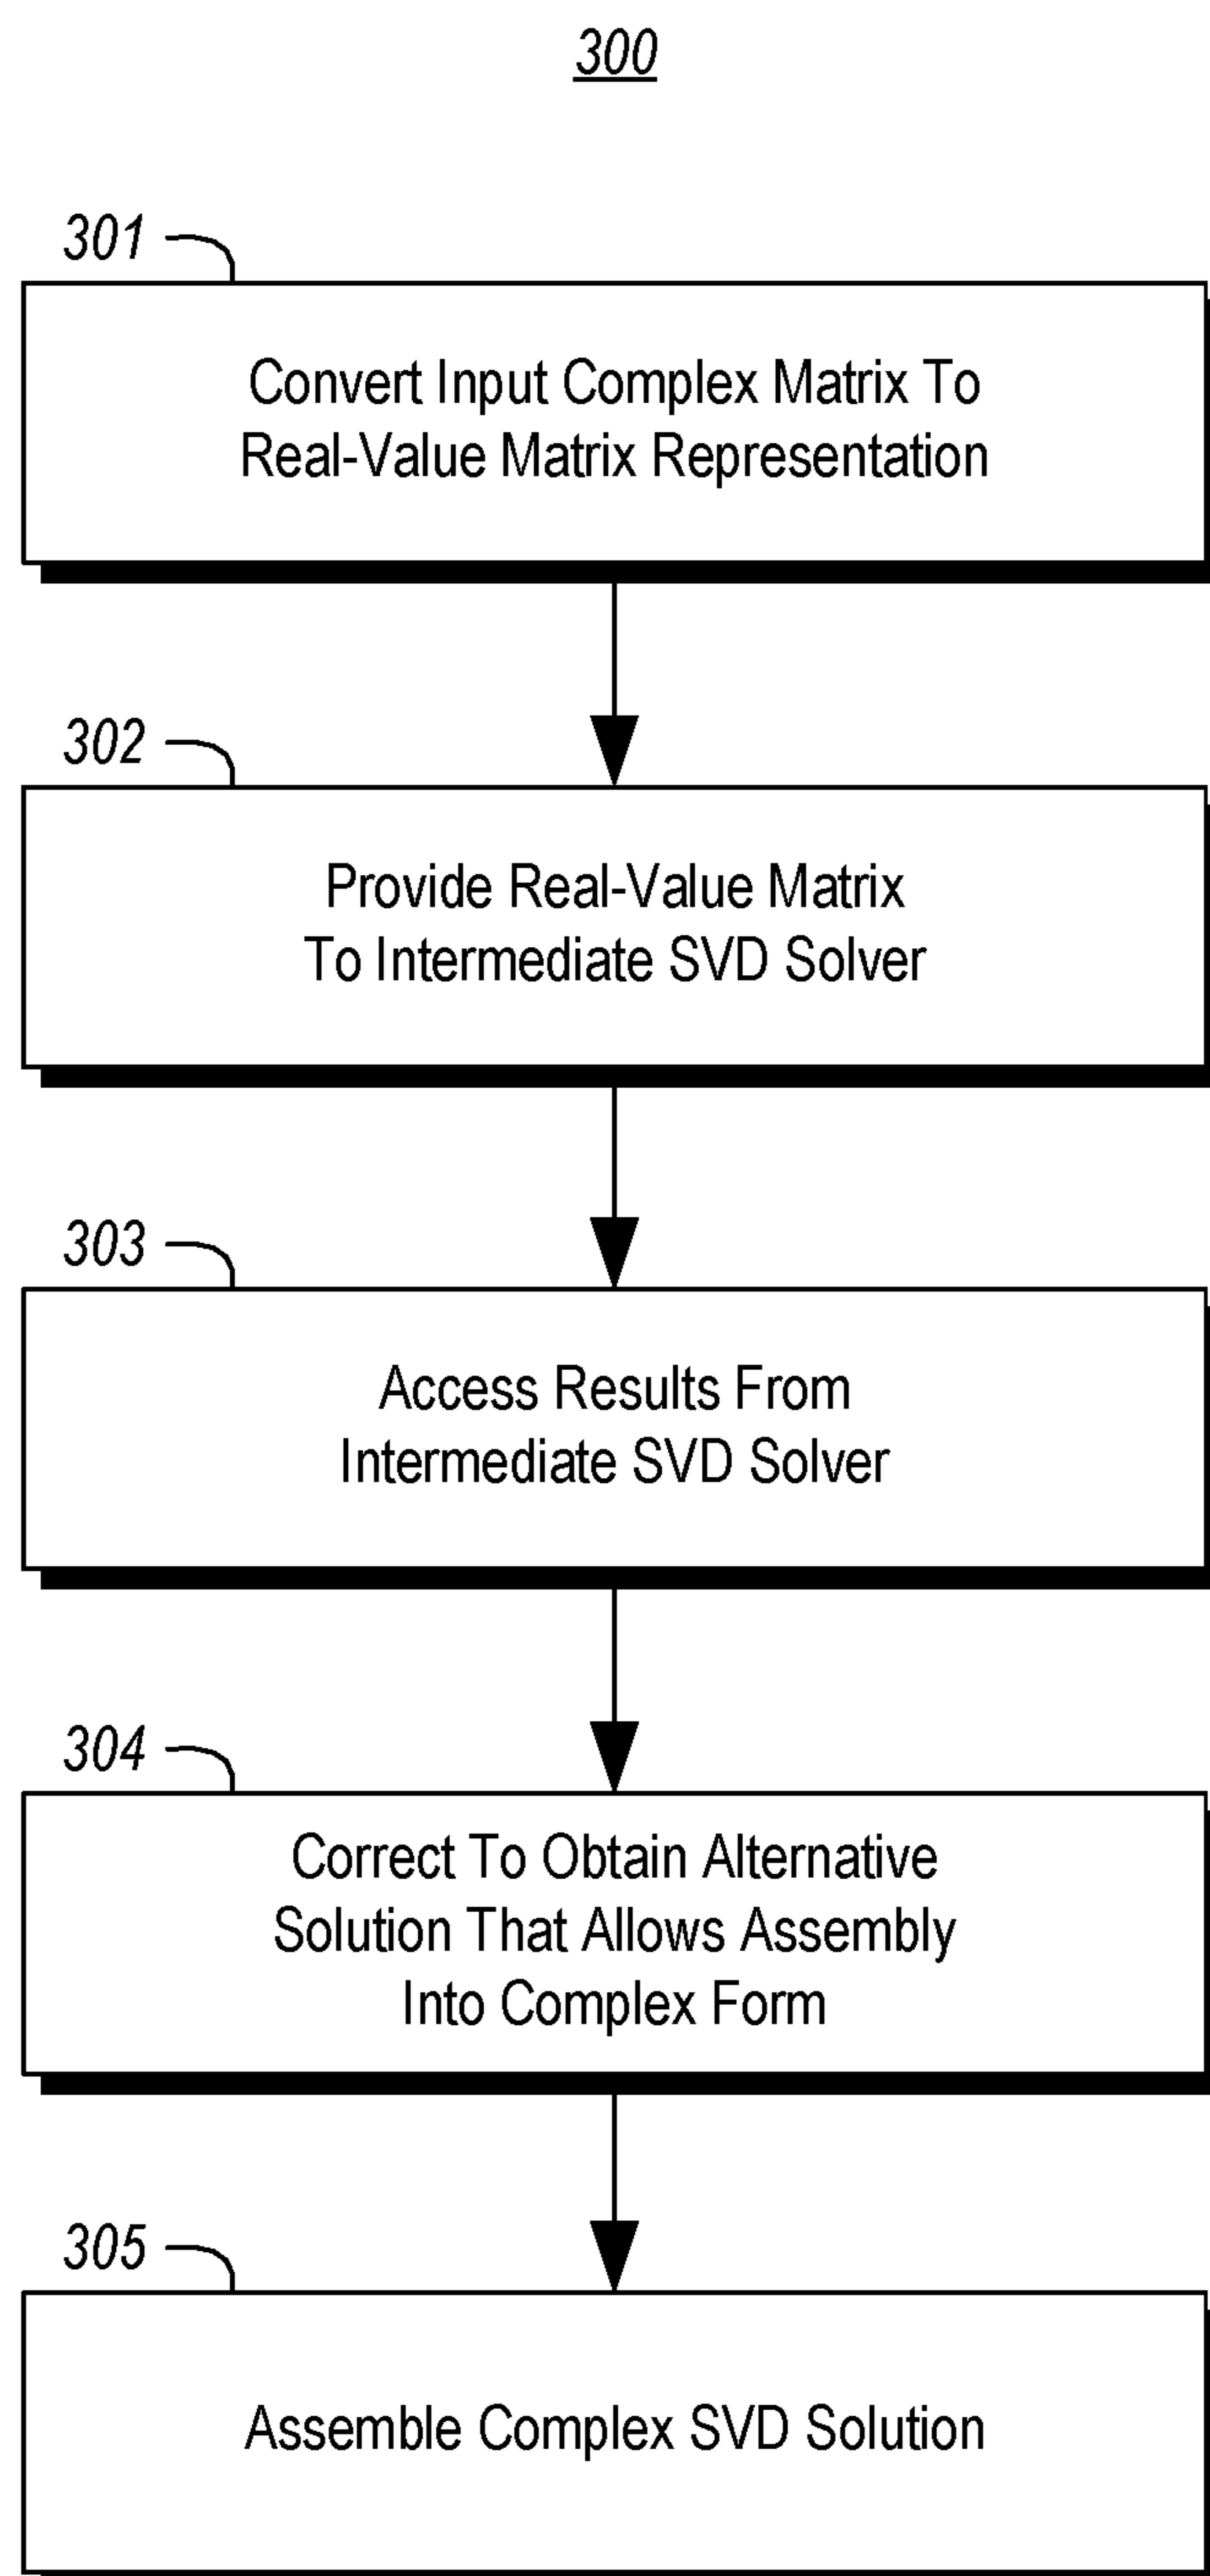 300
301
Convert Input Complex Matrix To
Real-Value Matrix Representation
302
Provide Real-Value Matrix
To Intermediate SVD Solver
303
Access Results From
Intermediate SVD Solver
304
Correct To Obtain Alternative
Solution That Allows Assembly
Into Complex Form
305
Assemble Complex SVD Solution